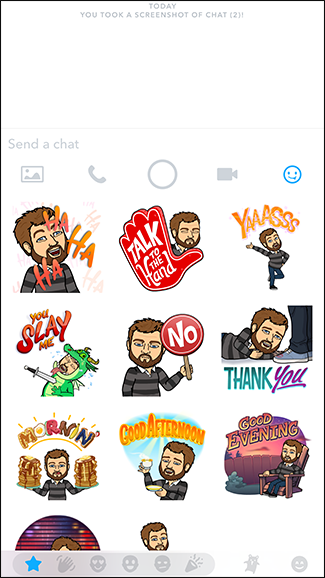 TODAY
YOU TOOK A SCREENSHOT OF CHAT (2)!
Send a chat
HA
HA
HA
HA
TALK
TO THE
Hand
YAAASSS
YOU
SLAY
ME
NO
THANK YOU
MORNIN'
GOOD AFTERNOON
GOOD
EVENING